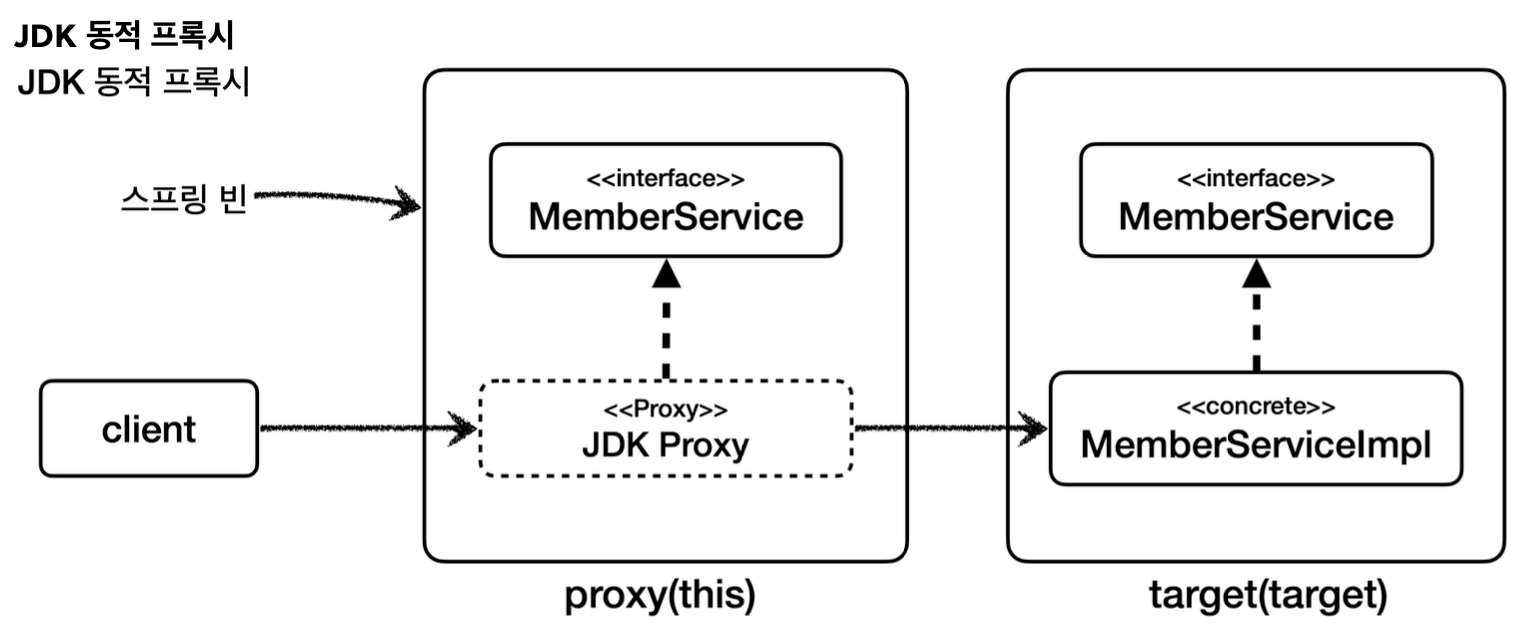 JDK 동적 프록시
JDK 동적 프록시
스프링 빈
<<interface>>
MemberService
<<interface>>
MemberService
client
<<Proxy>>
JDK Proxy
<<concrete>>
MemberServiceImpl
proxy(this)
target(target)